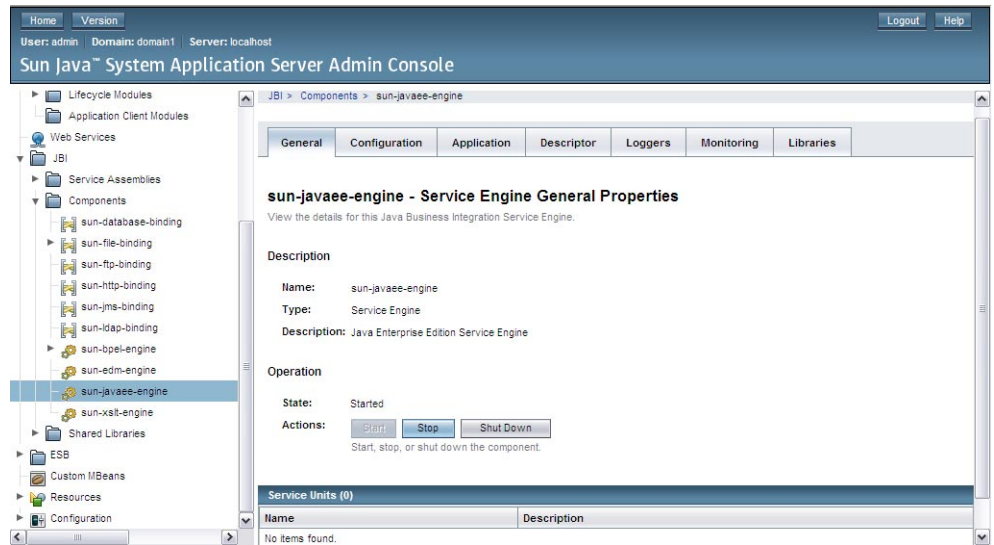 Home Version Logout Help
User: admin Domain: domain1 Server: localhost
Sun Java™ System Application Server Admin Console
Lifecycle Modules
Application Client Modules
Web Services
JBI
Service Assemblies
Components
sun-database-binding
sun-file-binding
sun-ftp-binding
sun-http-binding
sun-jms-binding
sun-ldap-binding
sun-bpel-engine
sun-edm-engine
sun-javaee-engine
sun-xslt-engine
Shared Libraries
ESB
Custom MBeans
Resources
Configuration
JBI > Components > sun-javaee-engine
General Configuration Application Descriptor Loggers Monitoring Libraries
sun-javaee-engine - Service Engine General Properties
View the details for this Java Business Integration Service Engine.
Description
Name: sun-javaee-engine
Type: Service Engine
Description: Java Enterprise Edition Service Engine
Operation
State: Started
Actions: Start Stop Shut Down
Start, stop, or shut down the component.
Service Units (0)
Name Description
No items found.